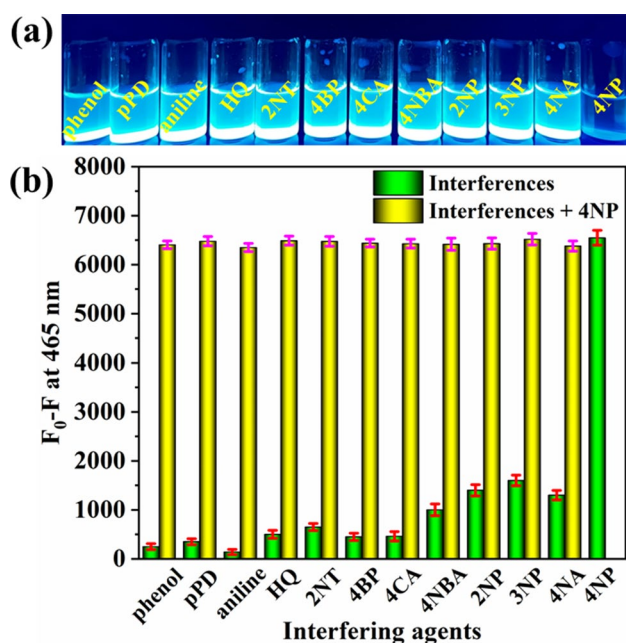 (a)
phenol
pPD
aniline
HQ
2NT
4BP
4CA
4NBA
2NP
3NP
4NA
4NP
(b)
Interferences
Interferences + 4NP
8000
7000
6000
5000
4000
3000
2000
1000
0
F₀-F at 465 nm
phenol
pPD
aniline
HQ
2NT
4BP
4CA
4NBA
2NP
3NP
4NA
4NP
Interfering agents